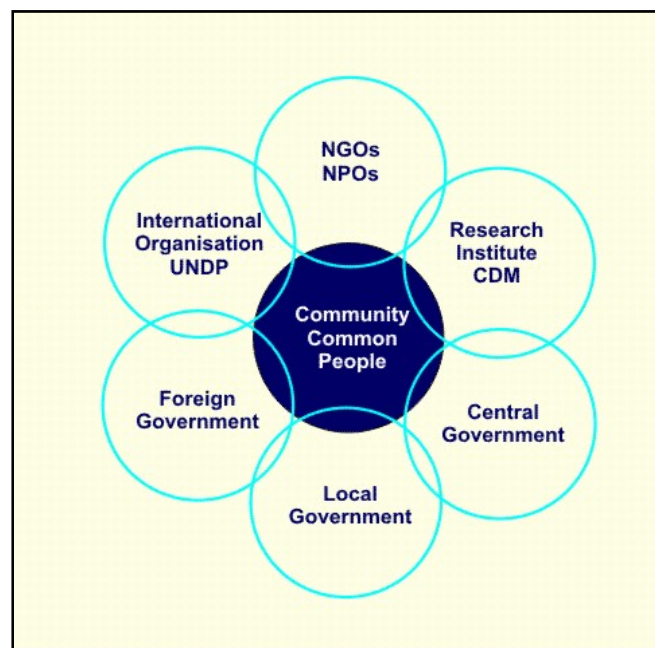 NGOs
NPOs
International
Organisation
UNDP
Research
Institute
CDM
Community
Common
People
Foreign
Government
Central
Government
Local
Government